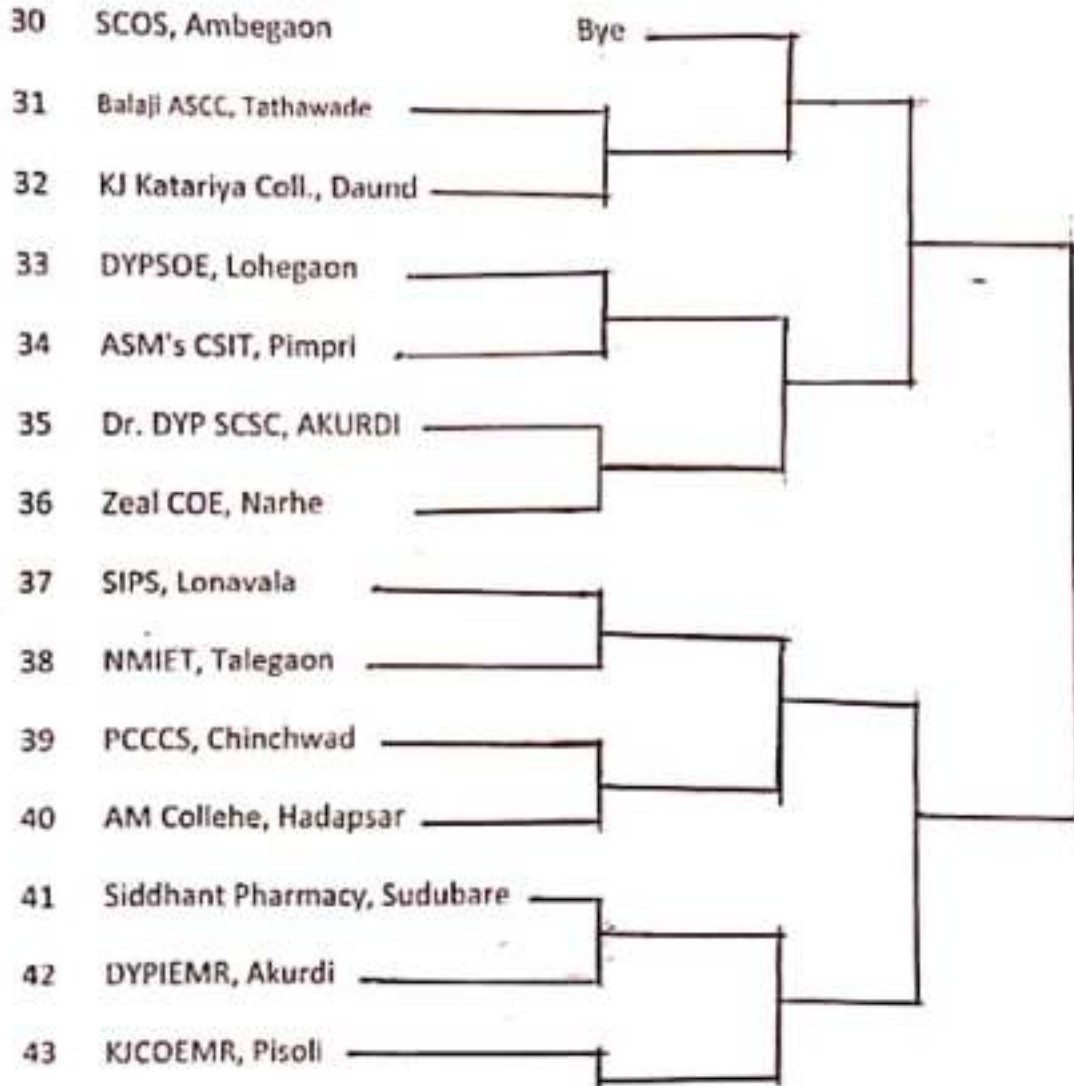 30 SCOS, Ambegaon Bye
31 Balaji ASCC, Tathawade
32 KJ Katariya Coll., Daund
33 DYPSOE, Lohegaon
34 ASM's CSIT, Pimpri
35 Dr. DYP SCSC, AKURDI
36 Zeal COE, Narhe
37 SIPS, Lonavala
38 NMIET, Talegaon
39 PCCCS, Chinchwad
40 AM Collehe, Hadapsar
41 Siddhant Pharmacy, Sudubare
42 DYPIEMR, Akurdi
43 KJCOEMR, Pisoli